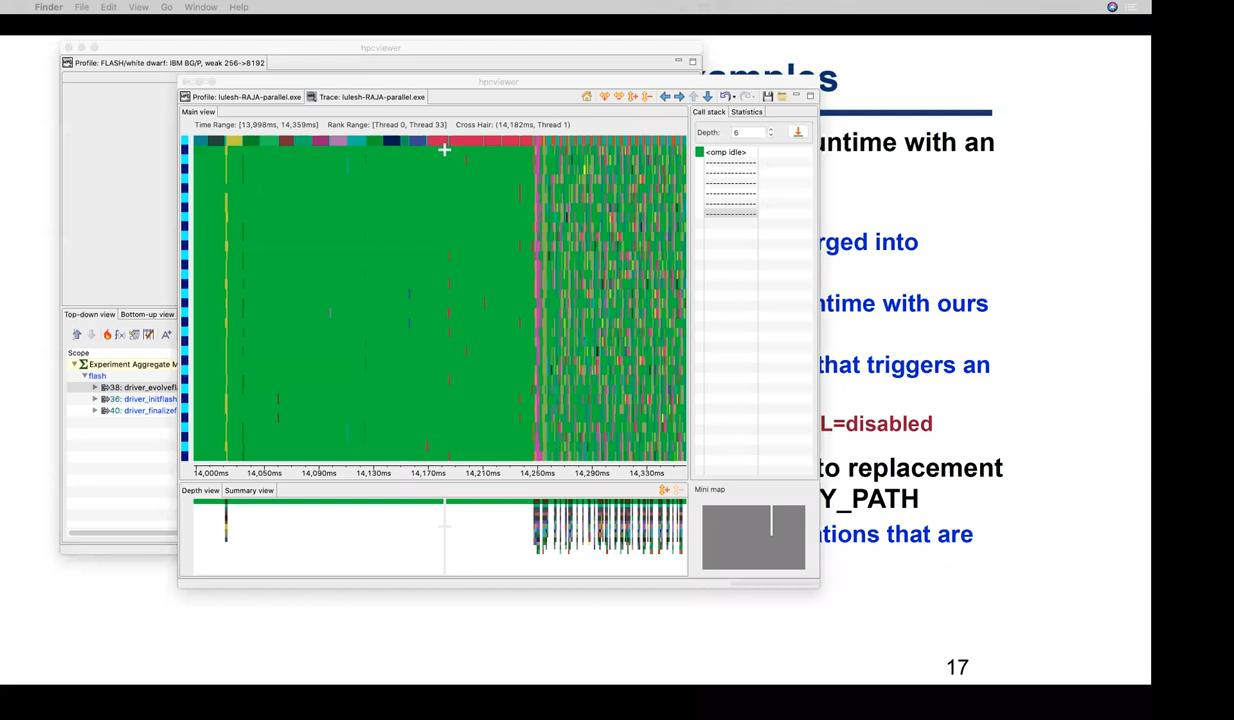 Finder File Edit View Go Window Help
hpcviewer
Profile: FLASH/white dwarf: IBM BG/P, weak 256->8192
amples
hpcviewer
Profile: lulesh-RAJA-parallel.exe Trace: lulesh-RAJA-parallel.exe
Main view
Call stack Statistics
Time Range: [13,998ms, 14,359ms] Rank Range: [Thread 0, Thread 33] Cross Hair: (14,182ms, Thread 1)
Depth: 6
<omp idle>
--------------
--------------
--------------
--------------
--------------
--------------
untime with an
rged into
ntime with ours
that triggers an
L=disabled
to replacement
Y_PATH
ations that are
Top-down view Bottom-up view
Scope
Experiment Aggregate M
flash
38: driver_evolvefl
36: driver_initflash
40: driver_finalizef
14,000ms 14,050ms 14,090ms 14,130ms 14,170ms 14,210ms 14,250ms 14,290ms 14,330ms
Depth view Summary view
Mini map
17